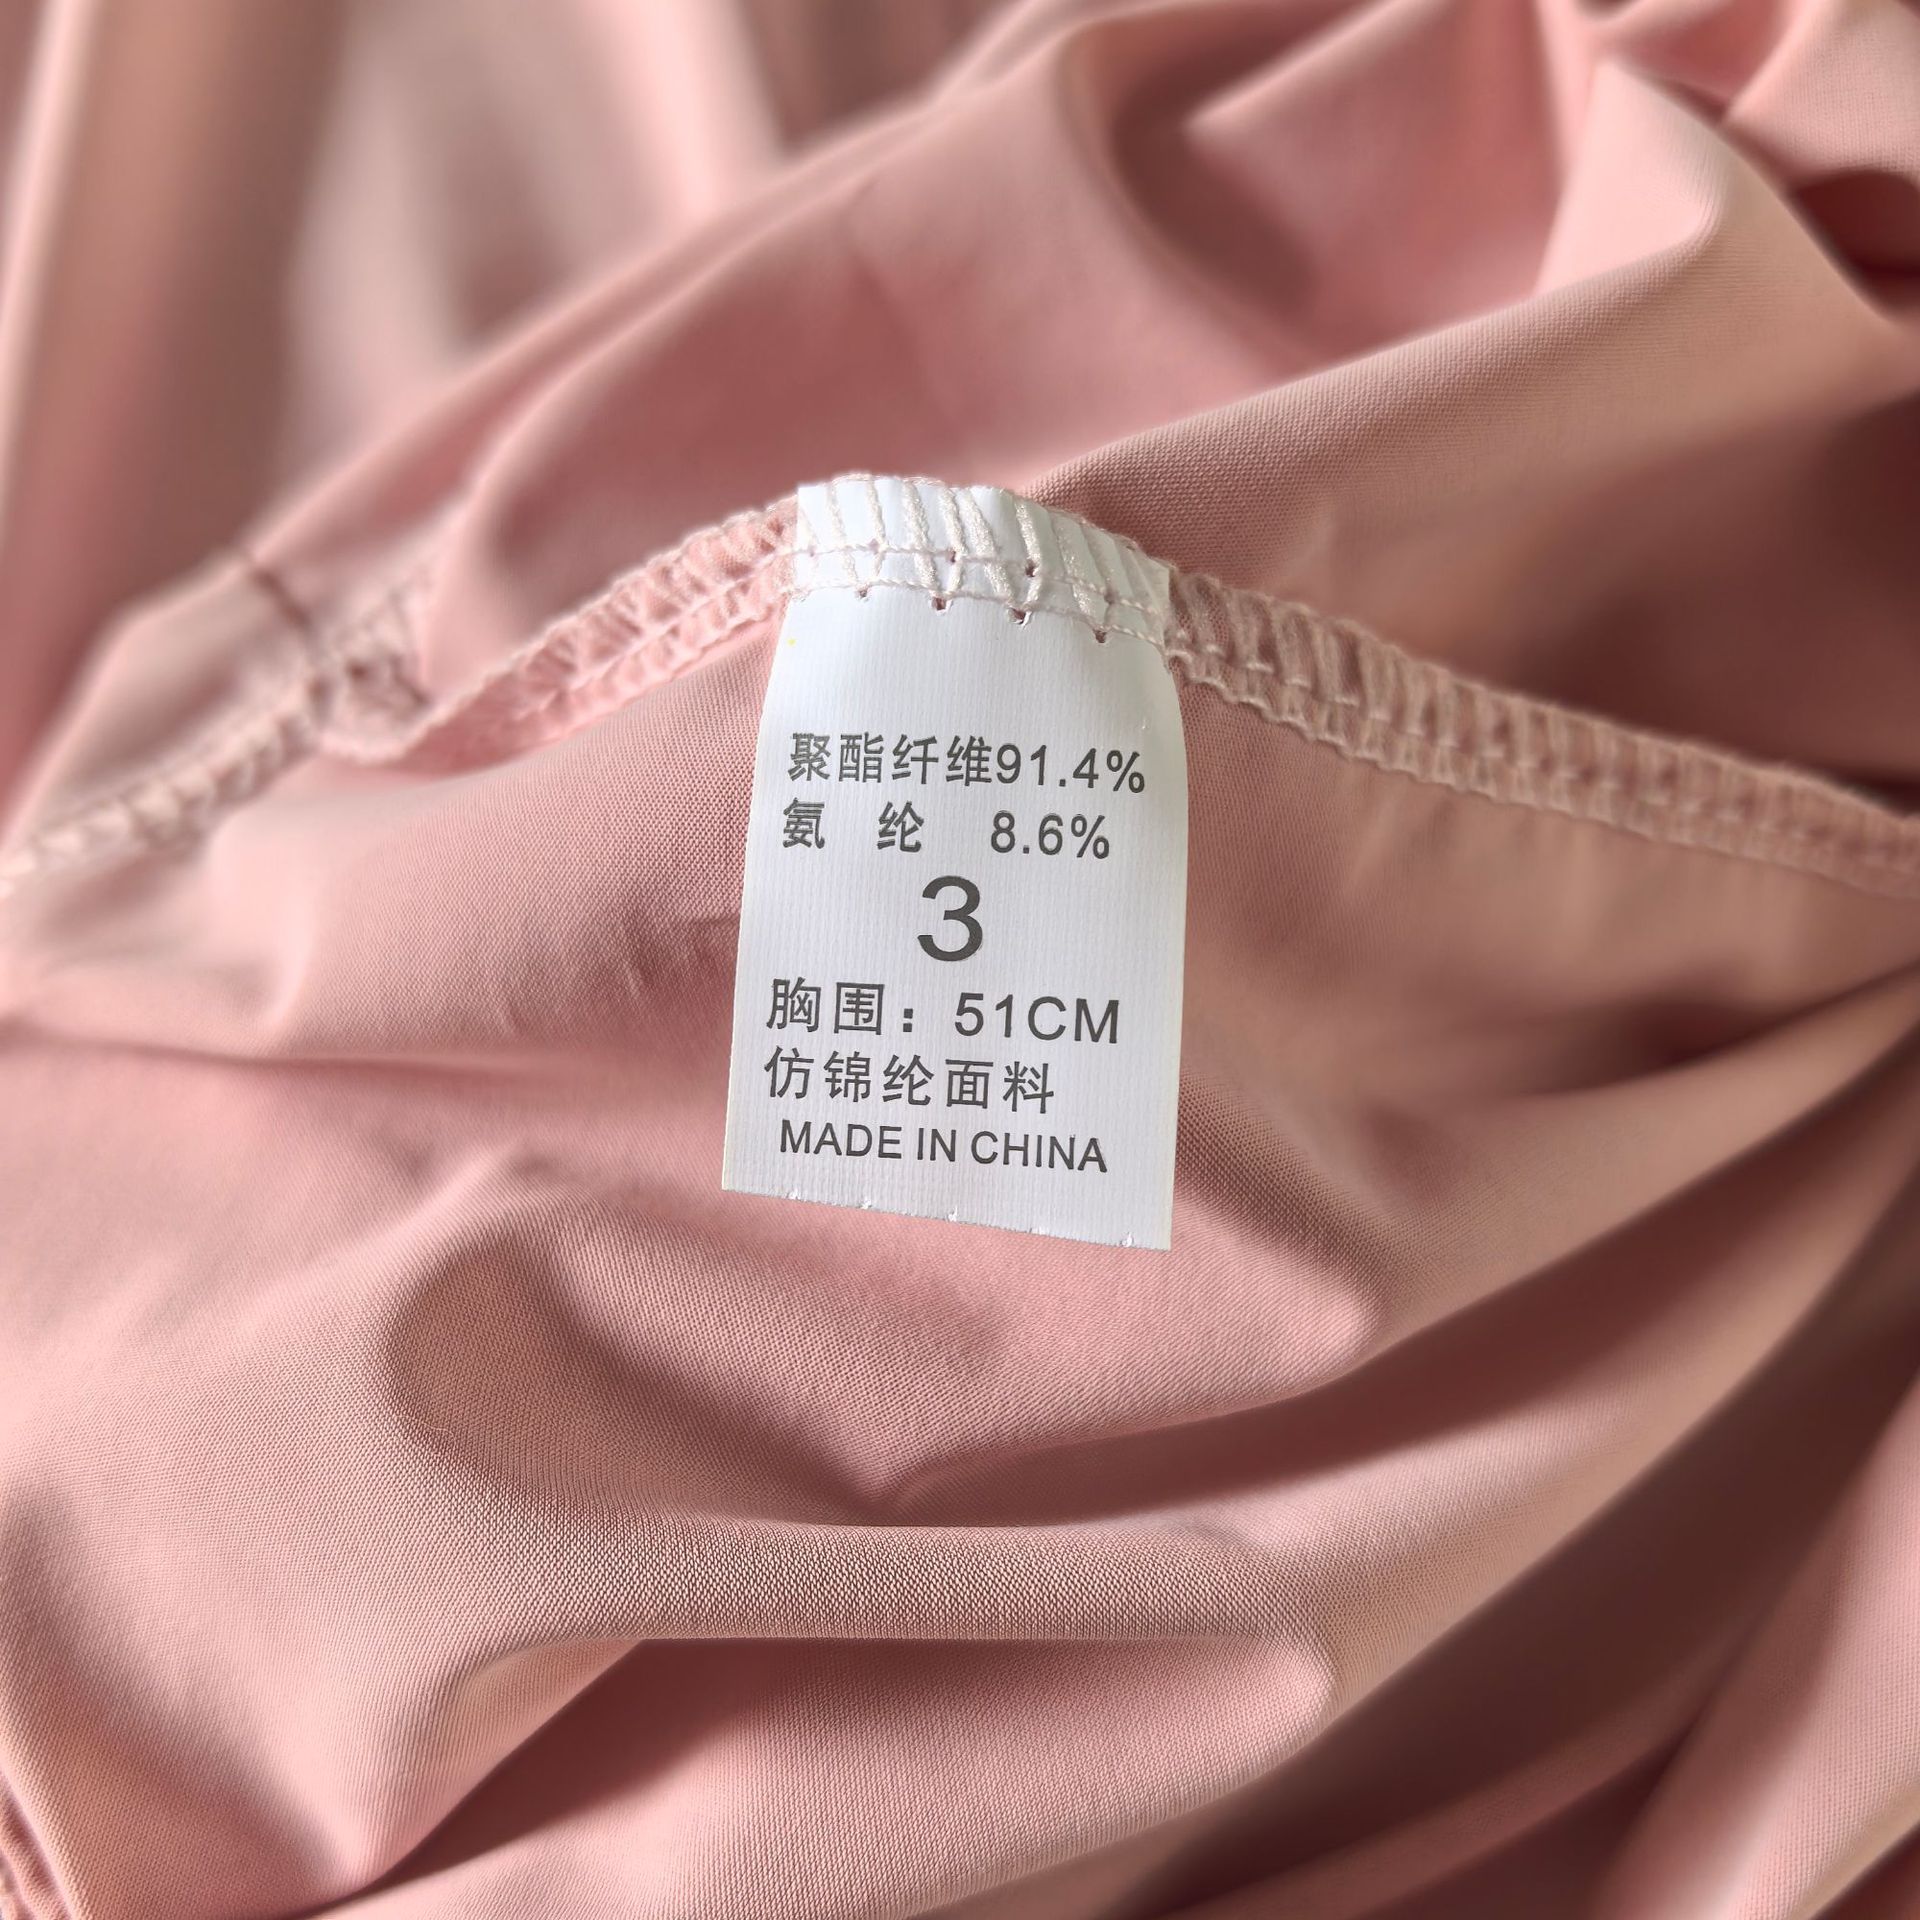 聚酯纤维91.4%
氨 纶 8.6%
3
胸围：51CM
仿锦纶面料
MADE IN CHINA